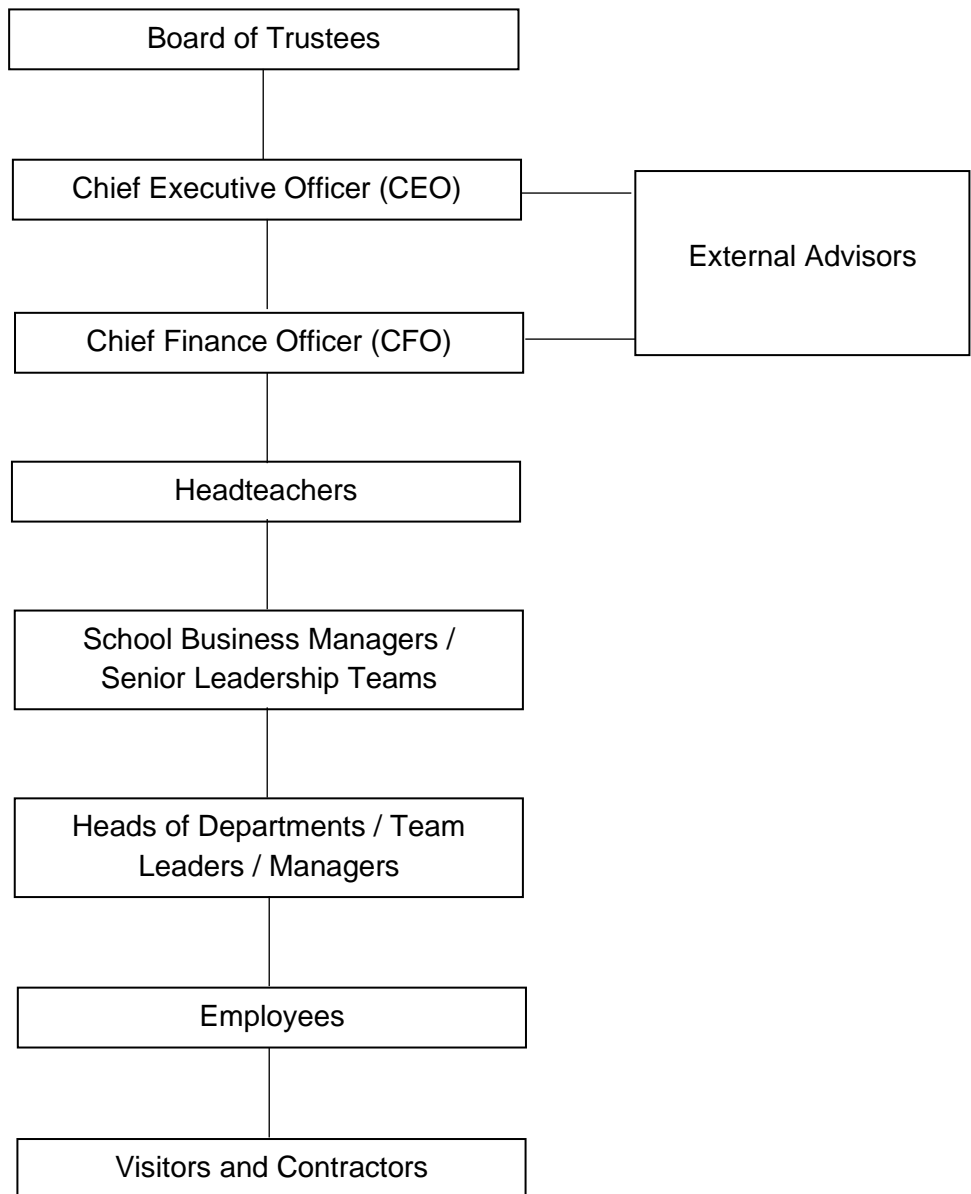 Board of Trustees
Chief Executive Officer (CEO)
External Advisors
Chief Finance Officer (CFO)
Headteachers
School Business Managers /
Senior Leadership Teams
Heads of Departments / Team
Leaders / Managers
Employees
Visitors and Contractors